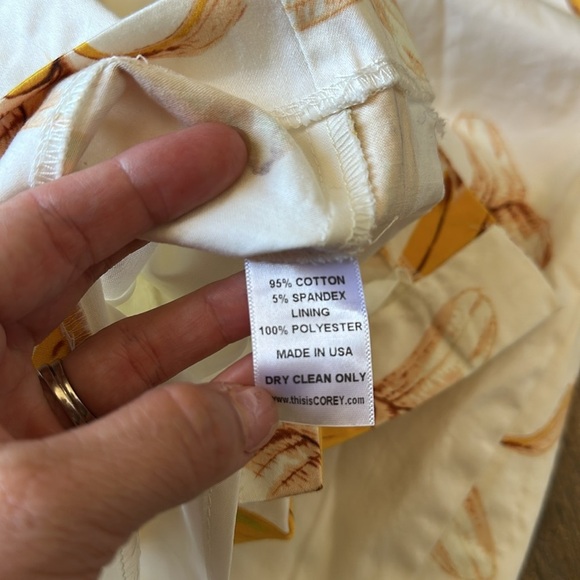 95% COTTON
5% SPANDEX
LINING
100% POLYESTER
MADE IN USA
DRY CLEAN ONLY
www.thisisCOREY.com